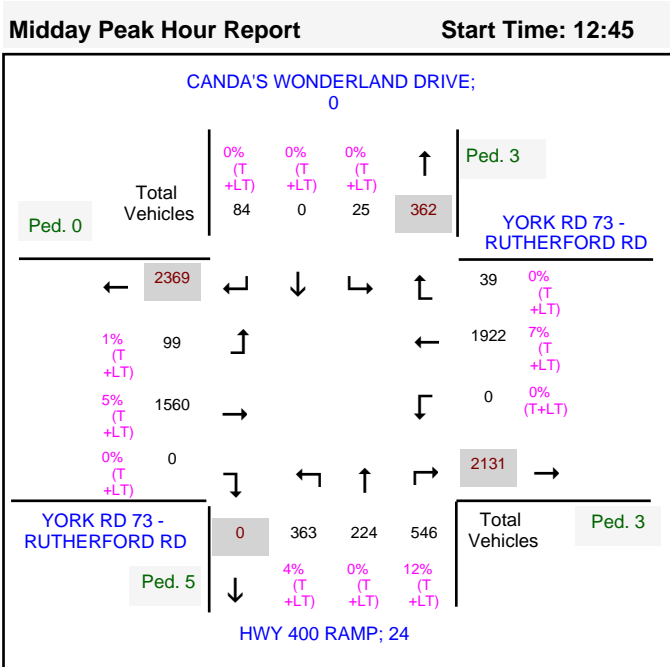 Midday Peak Hour Report Start Time: 12:45
CANDA'S WONDERLAND DRIVE;
0
0% 0% 0%
(T (T (T
+LT) +LT) +LT)
Ped. 3
Total
Vehicles
84 0 25 362
Ped. 0
YORK RD 73 -
RUTHERFORD RD
2369
39 0%
(T
+LT)
1% 99
(T
+LT)
1922 7%
(T
+LT)
5% 1560
(T
+LT)
0 0%
(T+LT)
0% 0
(T
+LT)
2131
YORK RD 73 -
RUTHERFORD RD
0 363 224 546
Total
Vehicles
Ped. 3
Ped. 5
4% 0% 12%
(T (T (T
+LT) +LT) +LT)
HWY 400 RAMP; 24